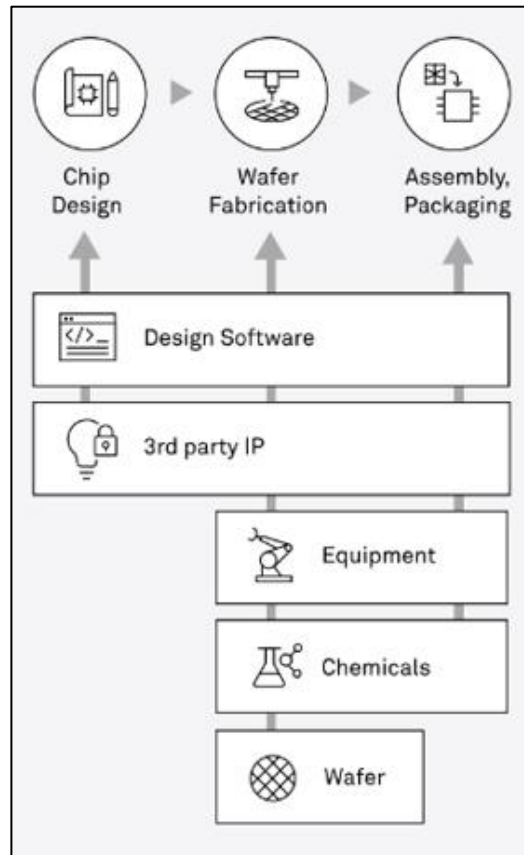 Chip
Design
Wafer
Fabrication
Assembly,
Packaging
</>_
Design Software
3rd party IP
Equipment
Chemicals
Wafer